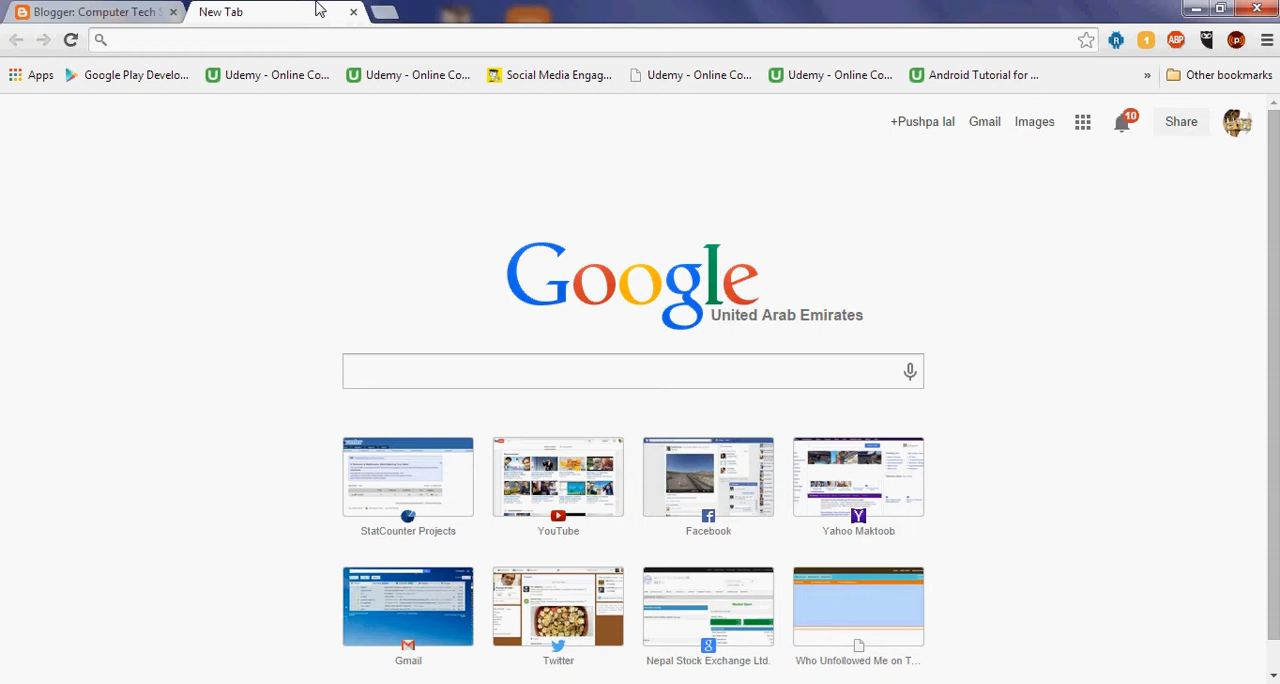 Blogger: Computer Tech S
New Tab
Apps
Google Play Develo...
Udemy - Online Co...
Udemy - Online Co...
Social Media Engag...
Udemy - Online Co...
Udemy - Online Co...
Android Tutorial for ...
»
Other bookmarks
+Pushpa lal
Gmail
Images
10
Share
Google
United Arab Emirates
StatCounter Projects
YouTube
Facebook
Yahoo Maktoob
Gmail
Twitter
Nepal Stock Exchange Ltd.
Who Unfollowed Me on T...